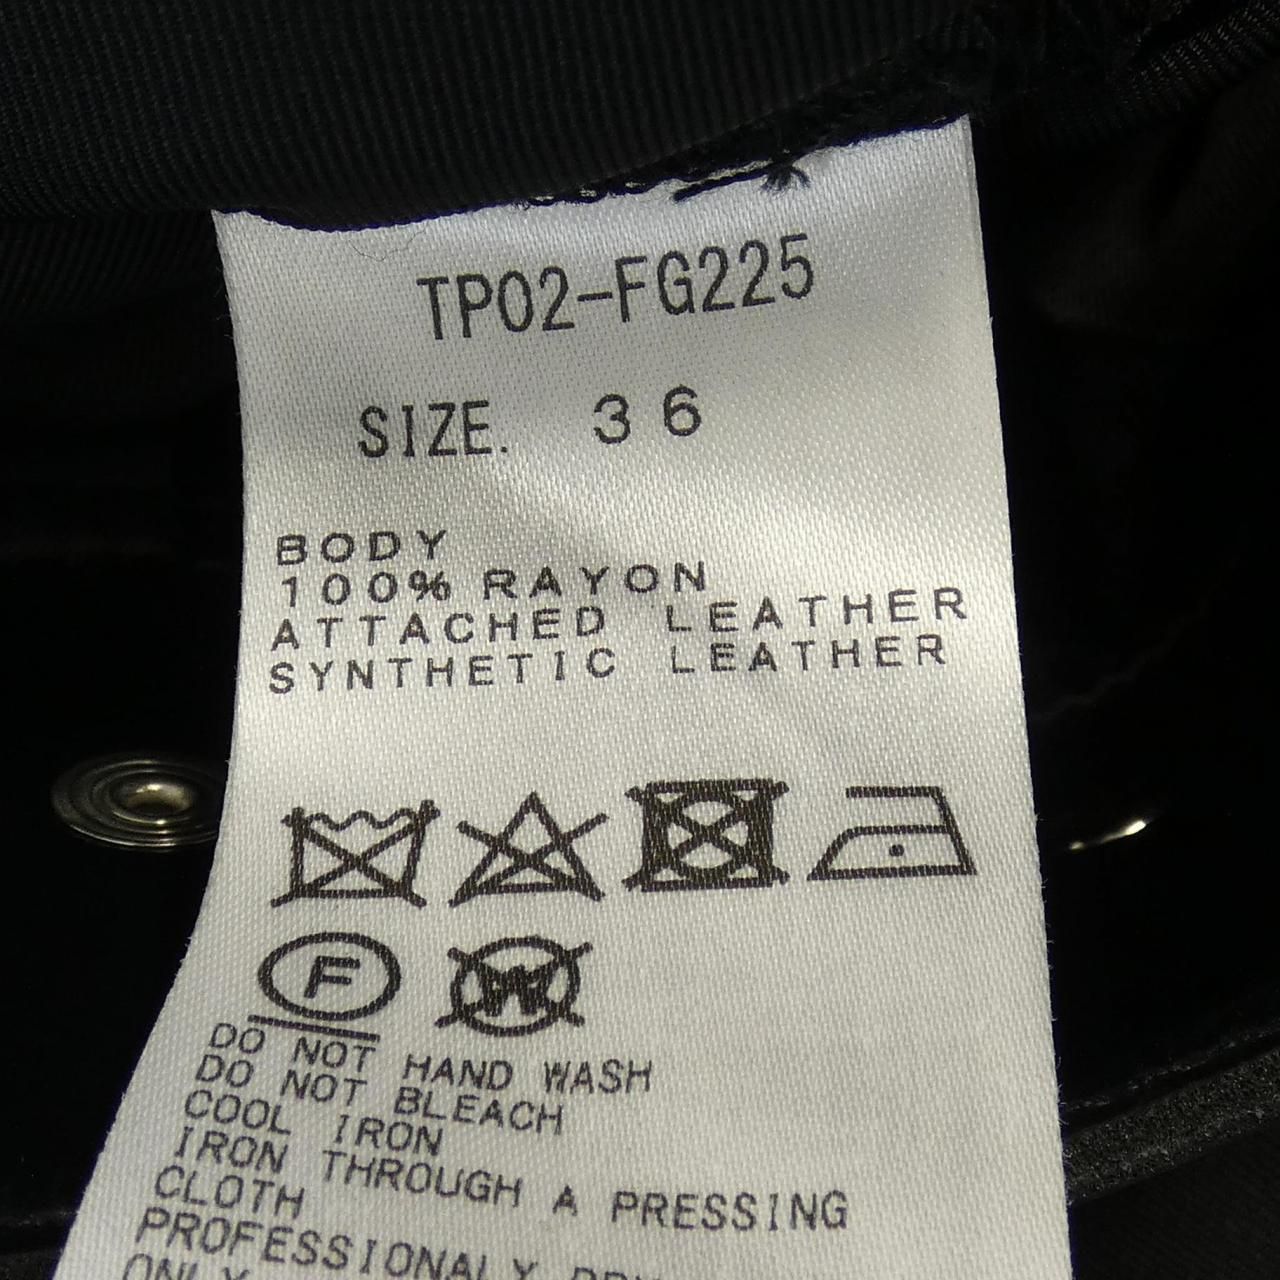 TP02-FG225
SIZE. 36
BODY
100% RAYON
ATTACHED LEATHER
SYNTHETIC LEATHER
F
W
DO NOT HAND WASH
DO NOT BLEACH
COOL IRON
IRON THROUGH A PRESSING
CLOTH
PROFESSIONALY
ONLY